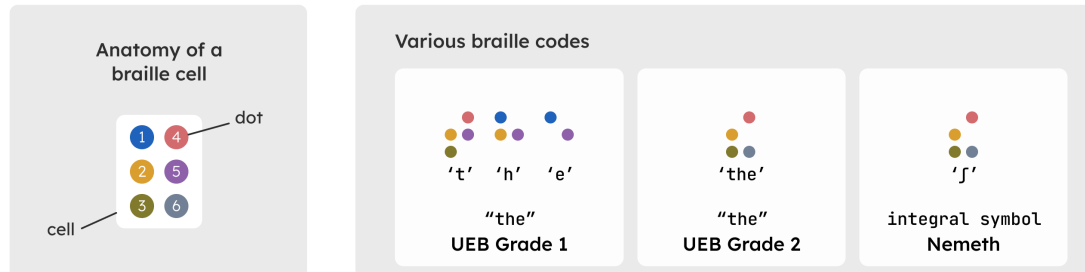 Anatomy of a
braille cell
1 4
2 5
3 6
dot
cell
Various braille codes
‘t’ ‘h’ ‘e’
“the”
UEB Grade 1
‘the’
“the”
UEB Grade 2
‘∫’
integral symbol
Nemeth